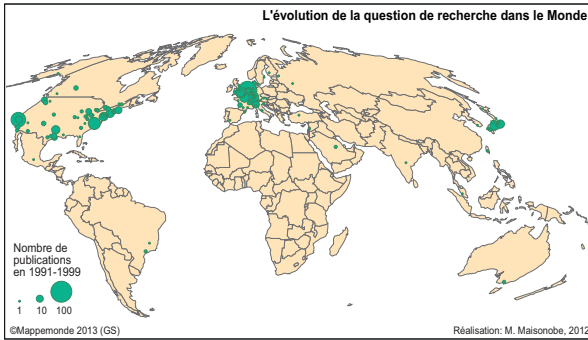 L'évolution de la question de recherche dans le Monde
Nombre de
publications
en 1991-1999
1 10 100
©Mappemonde 2013 (GS)
Réalisation: M. Maisonobe, 2012